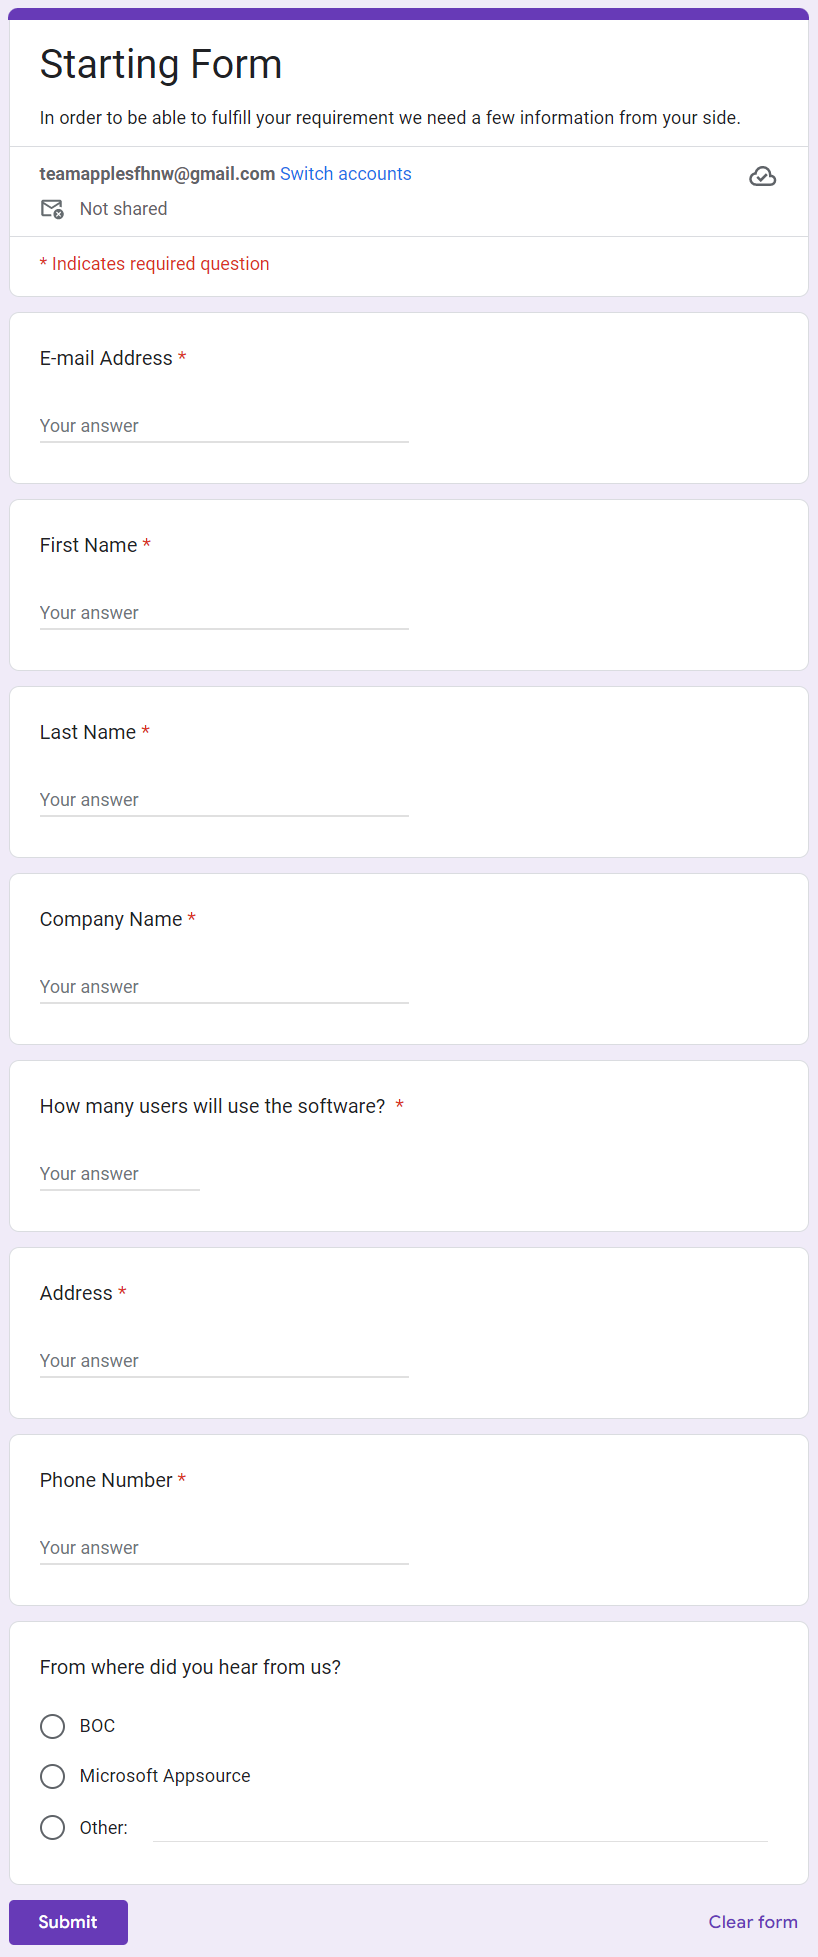 Starting Form
In order to be able to fulfill your requirement we need a few information from your side.
teamapplesfhnw@gmail.com Switch accounts
Not shared
* Indicates required question
E-mail Address *
Your answer
First Name *
Your answer
Last Name *
Your answer
Company Name *
Your answer
How many users will use the software? *
Your answer
Address *
Your answer
Phone Number *
Your answer
From where did you hear from us?
BOC
Microsoft Appsource
Other:
Submit Clear form